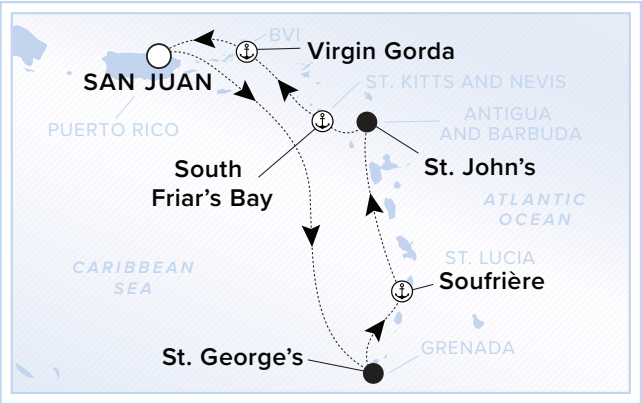 BVI
Virgin Gorda
SAN JUAN
ST. KITTS AND NEVIS
PUERTO RICO
ANTIGUA
AND BARBUDA
South
Friar's Bay
St. John's
ATLANTIC
OCEAN
CARIBBEAN
SEA
ST. LUCIA
Soufrière
St. George's
GRENADA